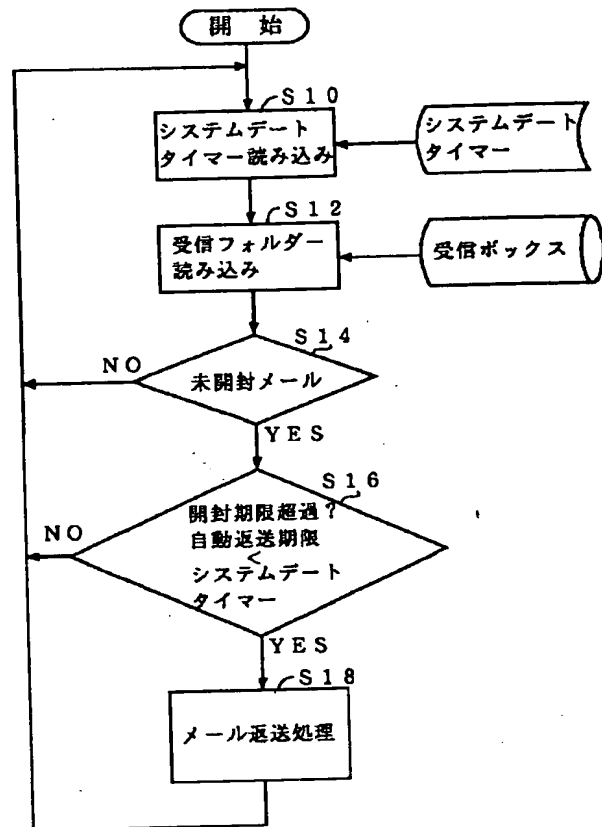 開始
S10
システムデート
タイマー読み込み
システムデート
タイマー
S12
受信フォルダー
読み込み
受信ボックス
S14
NO
未開封メール
YES
S16
NO
開封期限超過?
自動返送期限
<
システムデート
タイマー
YES
S18
メール返送処理